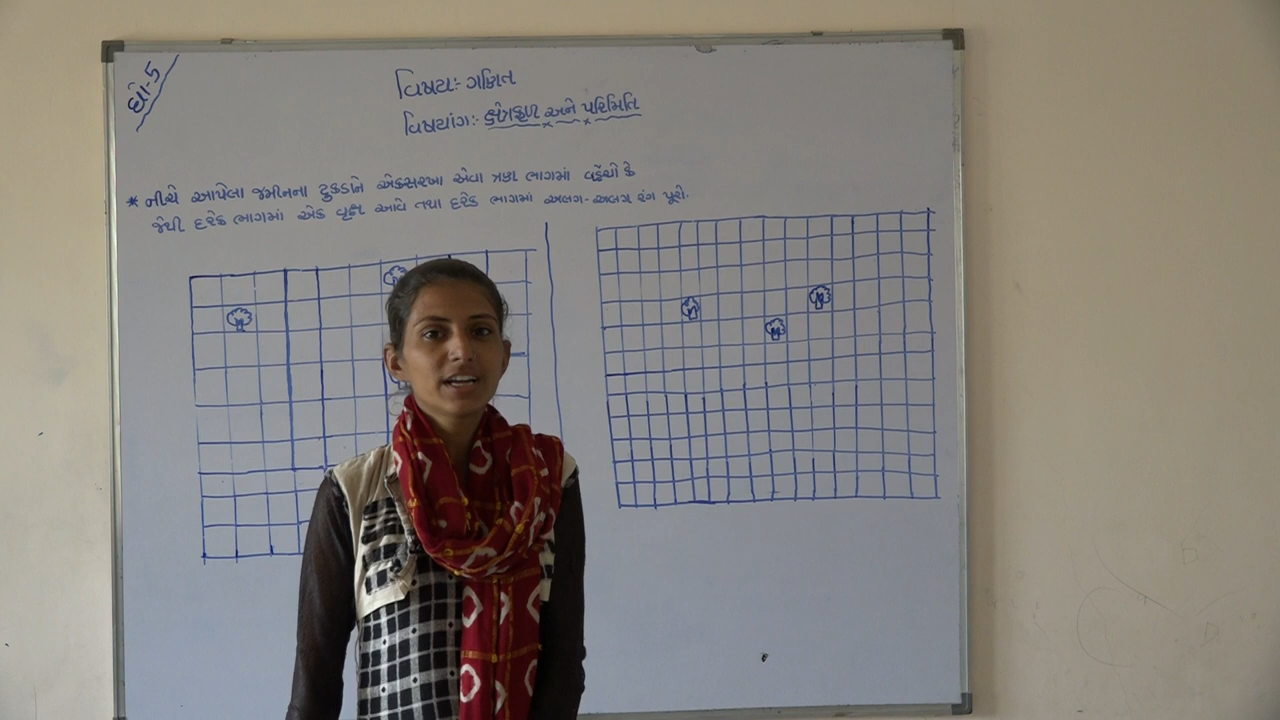 ધો-5
વિષય:- ગણિત
વિષયાંગ:- ક્ષેત્રફળ અને પરિમિતિ
* નીચે આપેલા જમીનના ટુકડાને એકસરખા એવા ત્રણ ભાગમાં વહેંચો કે
જેથી દરેક ભાગમાં એક વૃક્ષ આવે તથા દરેક ભાગમાં અલગ-અલગ રંગ પૂરો.